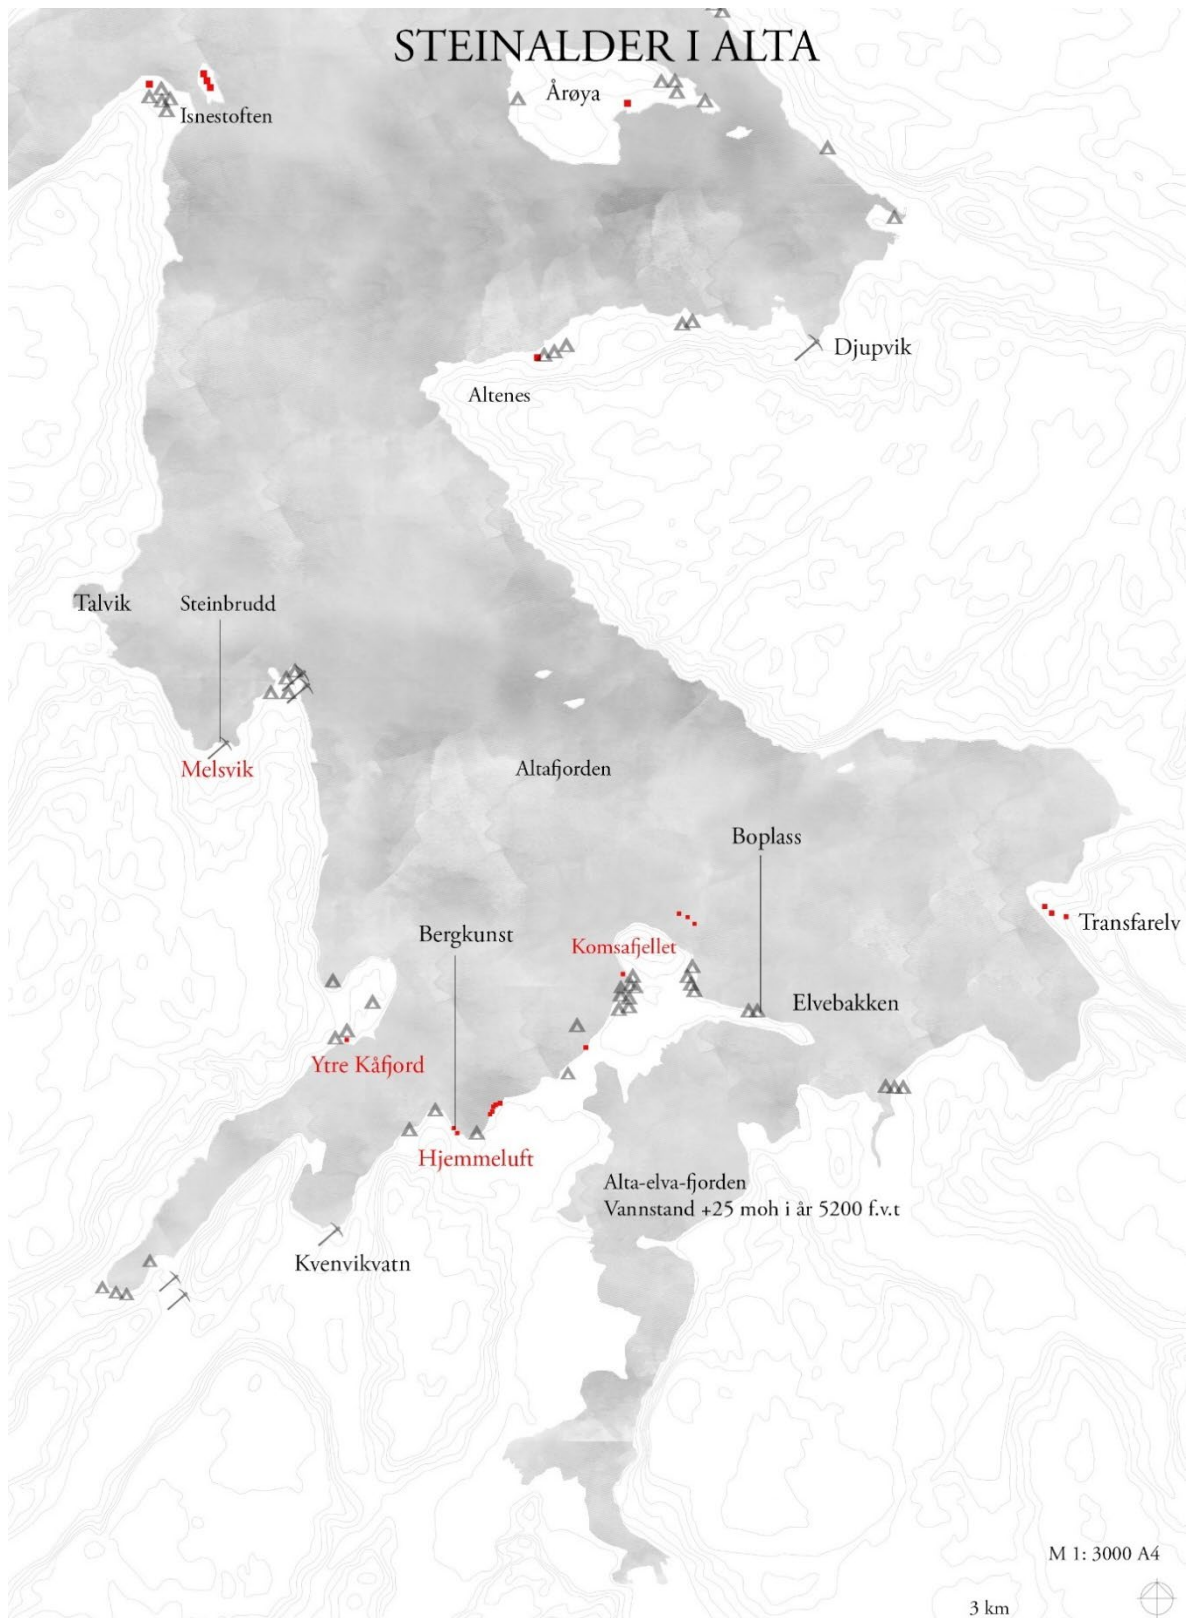 STEINALDER I ALTA
Årøya
Isnestoften
Djupvik
Altenes
Talvik
Steinbrudd
Melsvik
Altafjorden
Boplass
Bergkunst
Komsafjellet
Transfarelv
Elvebakken
Ytre Kåfjord
Hjemmeluft
Alta-elva-fjorden
Vannstand +25 moh i år 5200 f.v.t
Kvenvikvatn
M 1: 3000 A4
3 km